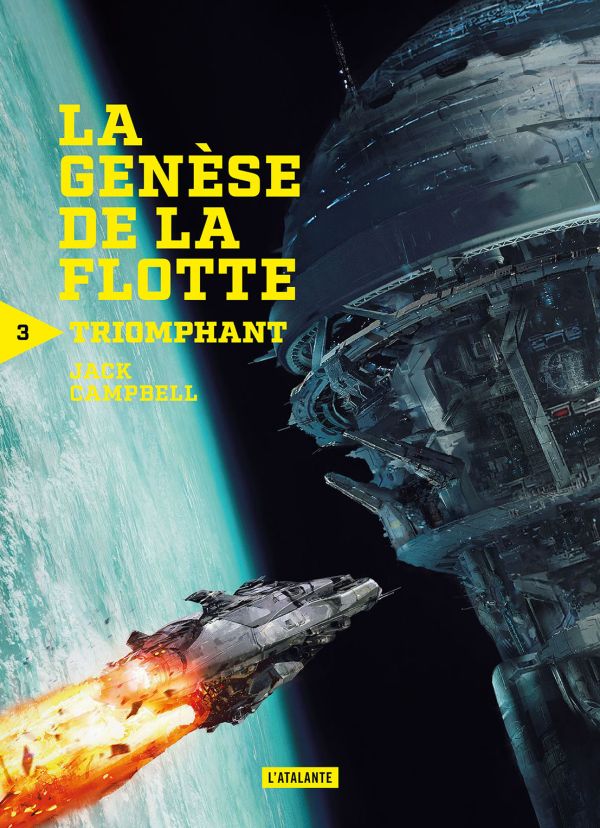 LA
GENÈSE
DE LA
FLOTTE
3
TRIOMPHANT
JACK
CAMPBELL
L'ATALANTE